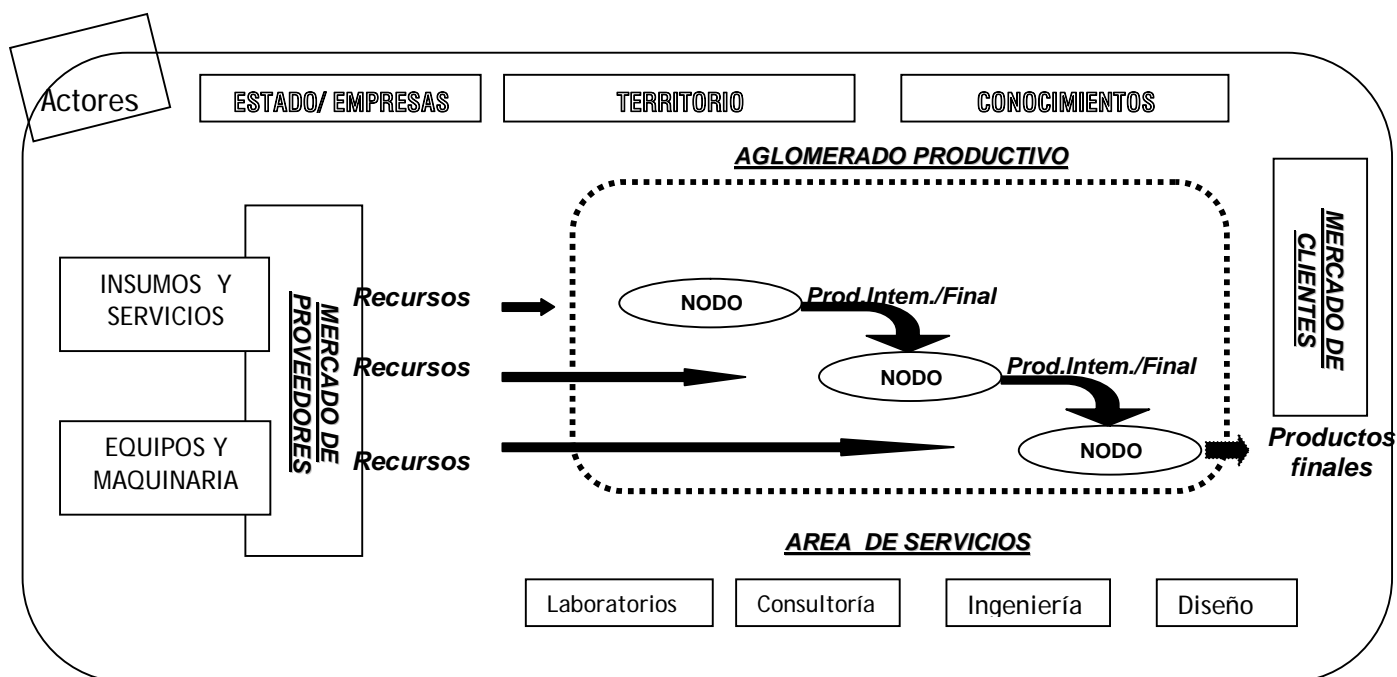 Actores
ESTADO/ EMPRESAS
TERRITORIO
CONOCIMIENTOS
AGLOMERADO PRODUCTIVO
MERCADO DE
CLIENTES
INSUMOS Y
SERVICIOS
MERCADO DE
PROVEEDORES
Recursos
NODO
Prod.Intem./Final
Recursos
NODO
Prod.Intem./Final
EQUIPOS Y
MAQUINARIA
Recursos
NODO
Productos
finales
AREA DE SERVICIOS
Laboratorios
Consultoría
Ingeniería
Diseño